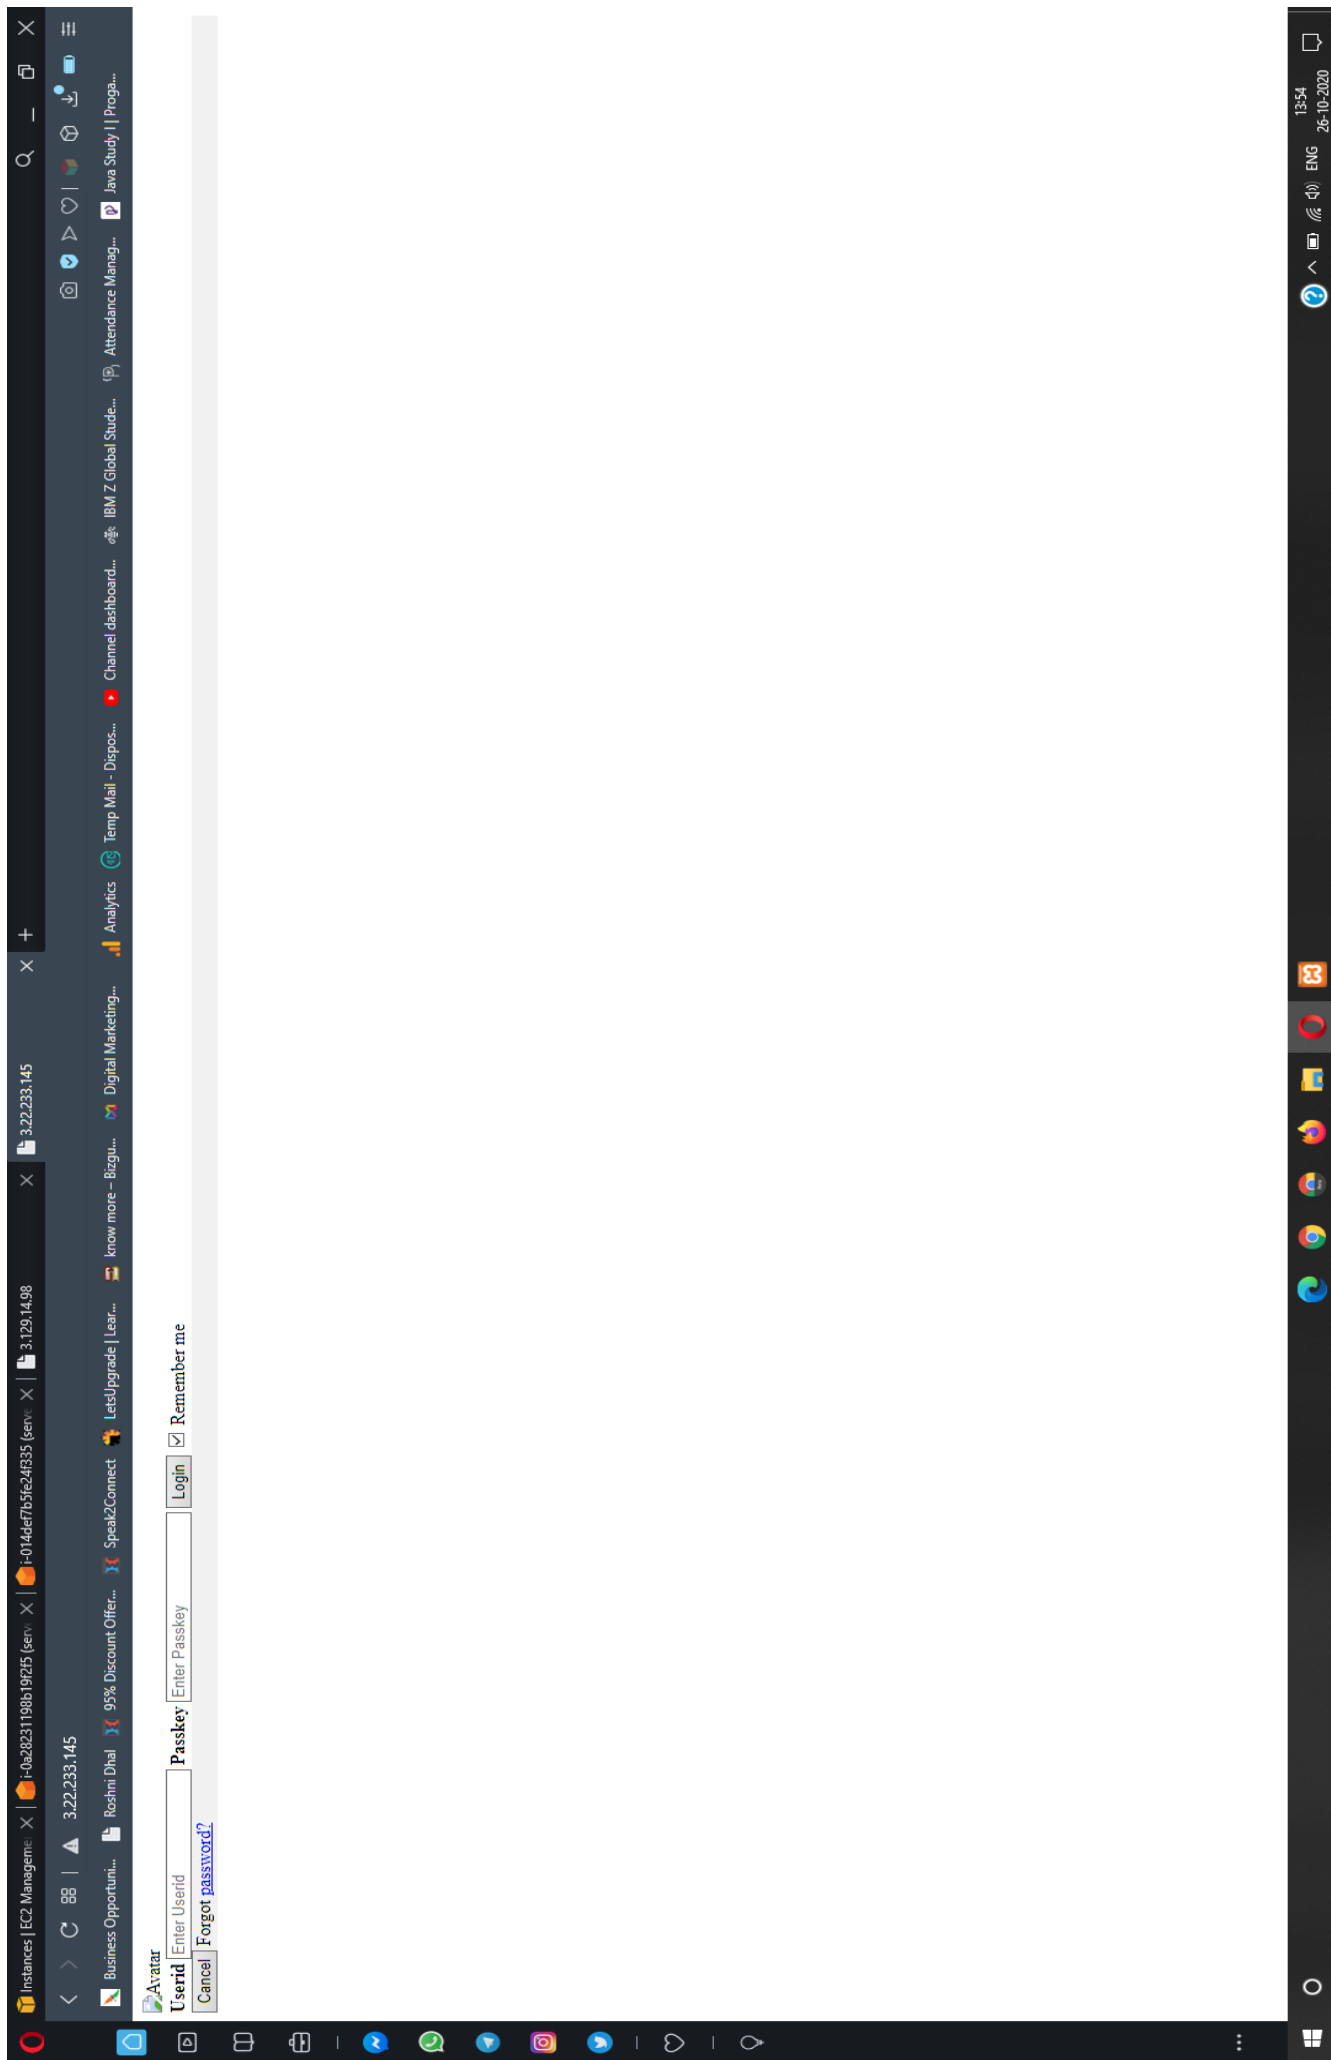 Instances | EC2 Manageme
i-0a28231198b19f2f5 (serv
i-014def7b5fe24f335 (serve
3.129.14.98
3.22.233.145
3.22.233.145
Business Opportuni...
Roshni Dhal
95% Discount Offer...
Speak2Connect
LetsUpgrade | Lear...
know more – Bizgu...
Digital Marketing...
Analytics
Temp Mail - Dispos...
Channel dashboard...
IBM Z Global Stude...
Attendance Manag...
Java Study I | Proga...
Avatar
Userid Enter Userid Passkey Enter Passkey Login Remember me
Cancel Forgot password?
ENG
13:54
26-10-2020